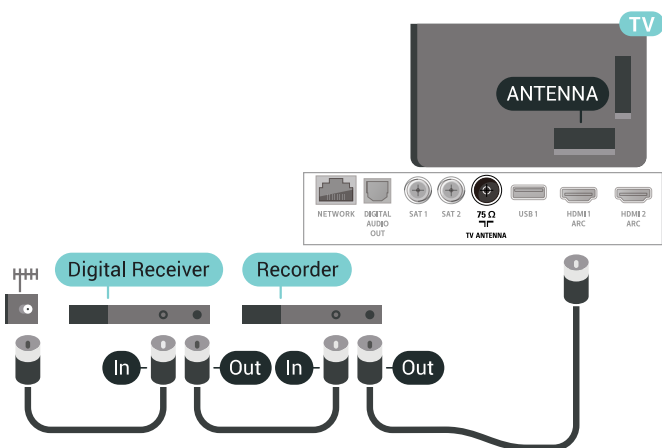 TV
ANTENNA
NETWORK
DIGITAL
AUDIO
OUT
SAT 1
SAT 2
75 Ω
TV ANTENNA
USB 1
HDMI 1
ARC
HDMI 2
ARC
Digital Receiver
Recorder
In
Out
In
Out